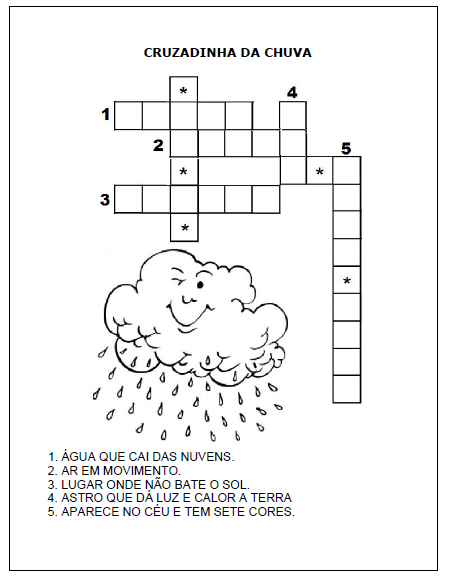 CRUZADINHA DA CHUVA
*
4
1
2
5
*
*
3
*
*
1. ÁGUA QUE CAI DAS NUVENS.
2. AR EM MOVIMENTO.
3. LUGAR ONDE NÃO BATE O SOL.
4. ASTRO QUE DÁ LUZ E CALOR A TERRA
5. APARECE NO CÉU E TEM SETE CORES.